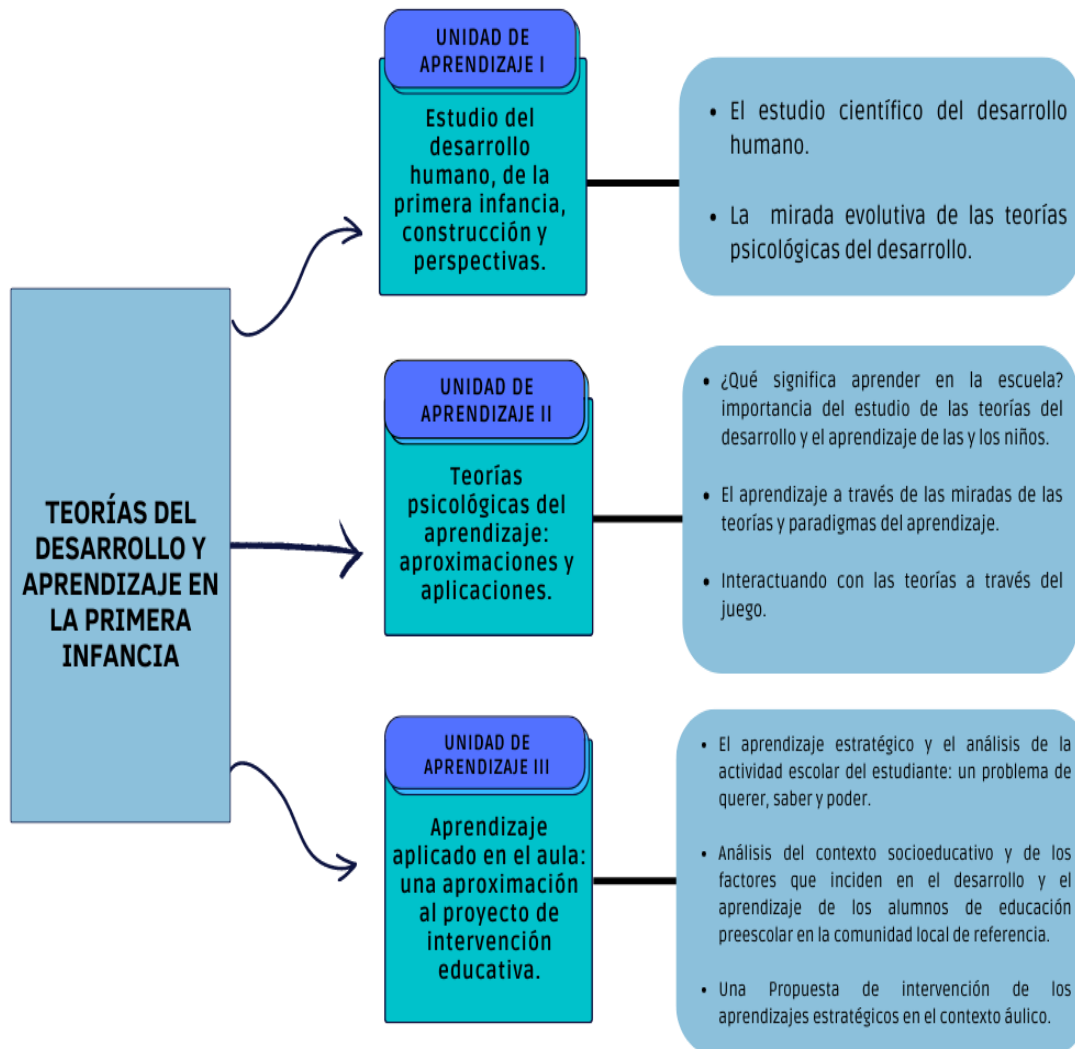 TEORÍAS DEL
DESARROLLO Y
APRENDIZAJE EN
LA PRIMERA
INFANCIA
UNIDAD DE
APRENDIZAJE I
Estudio del
desarrollo
humano, de la
primera infancia,
construcción y
perspectivas.
• El estudio científico del desarrollo
humano.
• La mirada evolutiva de las teorías
psicológicas del desarrollo.
UNIDAD DE
APRENDIZAJE II
Teorías
psicológicas del
aprendizaje:
aproximaciones y
aplicaciones.
• ¿Qué significa aprender en la escuela?
importancia del estudio de las teorías del
desarrollo y el aprendizaje de las y los niños.
• El aprendizaje a través de las miradas de las
teorías y paradigmas del aprendizaje.
• Interactuando con las teorías a través del
juego.
UNIDAD DE
APRENDIZAJE III
Aprendizaje
aplicado en el aula:
una aproximación
al proyecto de
intervención
educativa.
• El aprendizaje estratégico y el análisis de la
actividad escolar del estudiante: un problema de
querer, saber y poder.
• Análisis del contexto socioeducativo y de los
factores que inciden en el desarrollo y el
aprendizaje de los alumnos de educación
preescolar en la comunidad local de referencia.
• Una Propuesta de intervención de los
aprendizajes estratégicos en el contexto áulico.